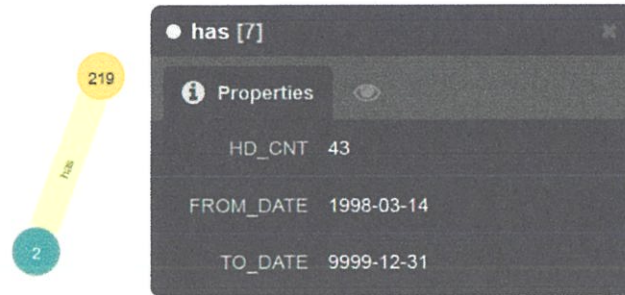 219
has
2
has [7]
Properties
HD_CNT 43
FROM_DATE 1998-03-14
TO_DATE 9999-12-31